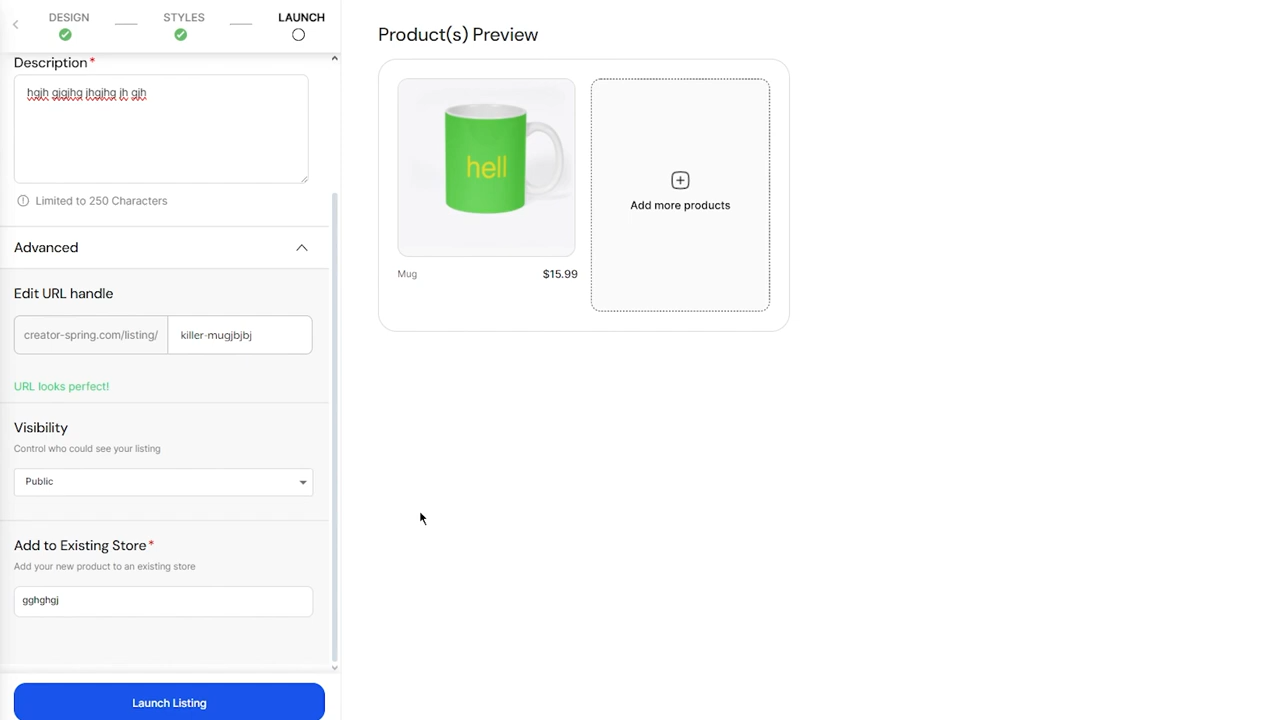 DESIGN
STYLES
LAUNCH
Description*
hgjh gjgjhg jhgjhg jh gjh
Limited to 250 Characters
Advanced
Edit URL handle
creator-spring.com/listing/ killer-mugjbjbj
URL looks perfect!
Visibility
Control who could see your listing
Public
Add to Existing Store*
Add your new product to an existing store
gghghgj
Launch Listing
Product(s) Preview
hell
Mug $15.99
Add more products